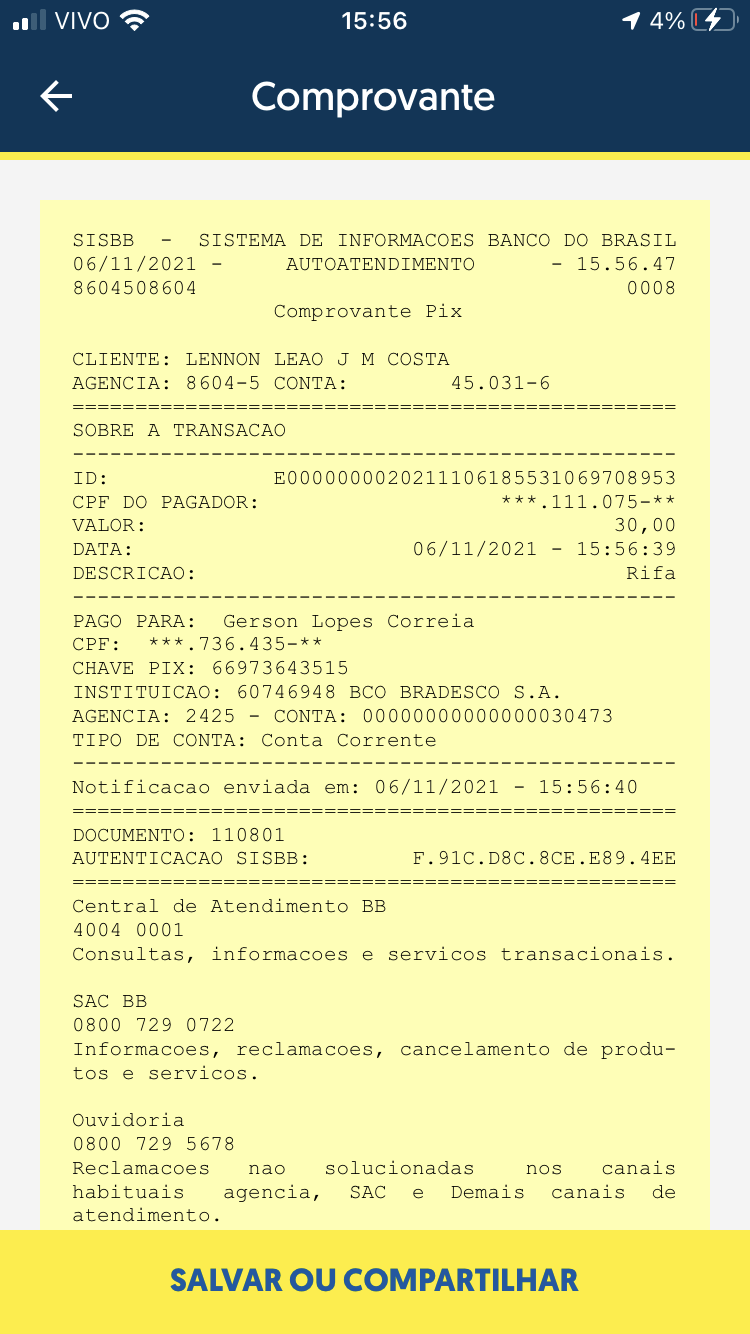 VIVO 15:56 4%
Comprovante
SISBB - SISTEMA DE INFORMACOES BANCO DO BRASIL
06/11/2021 - AUTOATENDIMENTO - 15.56.47
8604508604 0008
Comprovante Pix
CLIENTE: LENNON LEAO J M COSTA
AGENCIA: 8604-5 CONTA: 45.031-6
================================================
SOBRE A TRANSACAO
------------------------------------------------
ID: E0000000020211106185531069708953
CPF DO PAGADOR: ***.111.075-**
VALOR: 30,00
DATA: 06/11/2021 - 15:56:39
DESCRICAO: Rifa
------------------------------------------------
PAGO PARA: Gerson Lopes Correia
CPF: ***.736.435-**
CHAVE PIX: 66973643515
INSTITUICAO: 60746948 BCO BRADESCO S.A.
AGENCIA: 2425 - CONTA: 00000000000000030473
TIPO DE CONTA: Conta Corrente
------------------------------------------------
Notificacao enviada em: 06/11/2021 - 15:56:40
================================================
DOCUMENTO: 110801
AUTENTICACAO SISBB: F.91C.D8C.8CE.E89.4EE
================================================
Central de Atendimento BB
4004 0001
Consultas, informacoes e servicos transacionais.
SAC BB
0800 729 0722
Informacoes, reclamacoes, cancelamento de produ-
tos e servicos.
Ouvidoria
0800 729 5678
Reclamacoes nao solucionadas nos canais
habituais agencia, SAC e Demais canais de
atendimento.
SALVAR OU COMPARTILHAR